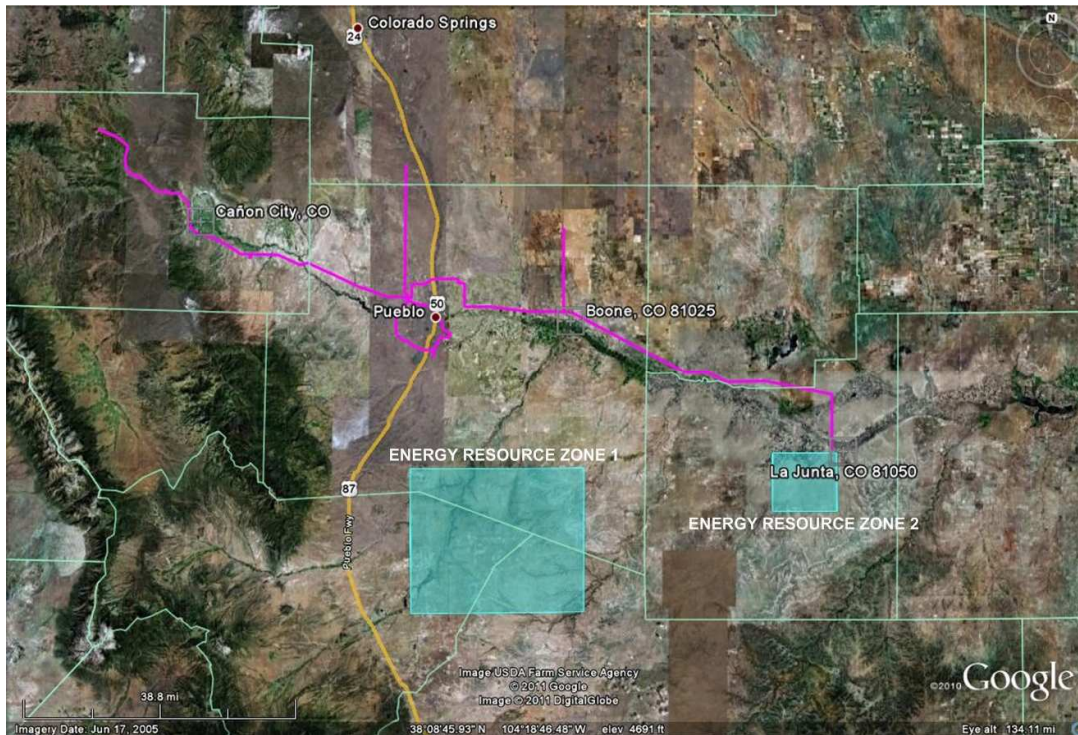 N
Colorado Springs
24
Cañon City, CO
50
Pueblo
Boone, CO 81025
ENERGY RESOURCE ZONE 1
La Junta, CO 81050
87
ENERGY RESOURCE ZONE 2
Pueblo Fwy
Image USDA Farm Service Agency
© 2011 Google
Image © 2011 DigitalGlobe
©2010 Google
38.8 mi
Imagery Date: Jun 17, 2005
38°08'45.93" N 104°18'46.48" W elev 4691 ft
Eye alt 134.11 mi